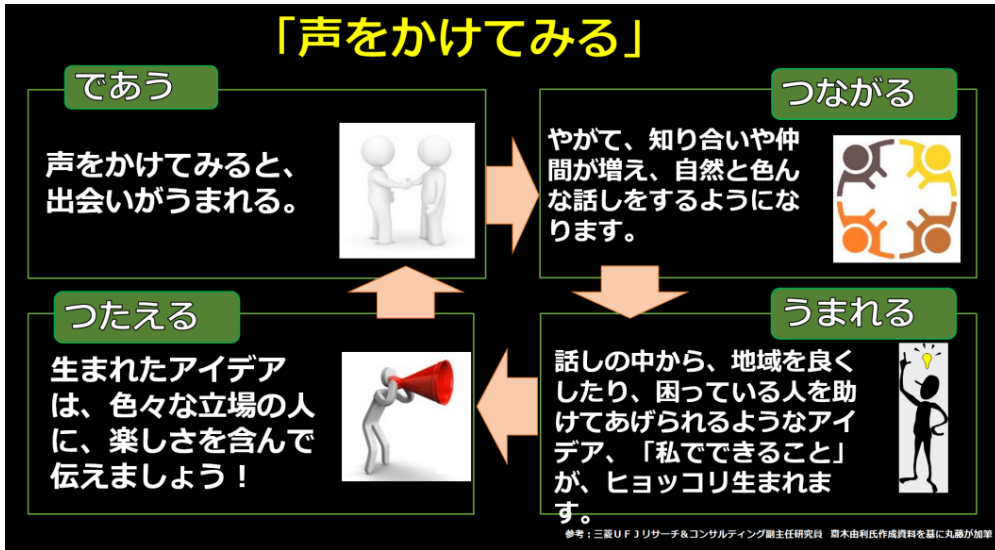 「声をかけてみる」
であう
声をかけてみると、
出会いがうまれる。
つながる
やがて、知り合いや仲
間が増え、自然と色ん
な話しをするようにな
ります。
うまれる
話しの中から、地域を良く
したり、困っている人を助
けてあげられるようなアイ
デア、「私でできること」
が、ヒョッコリ生まれま
す。
つたえる
生まれたアイデア
は、色々な立場の人
に、楽しさを含んで
伝えましょう！
参考：三菱ＵＦＪリサーチ＆コンサルティング副主任研究員　齋木由利氏作成資料を基に丸藤が加筆